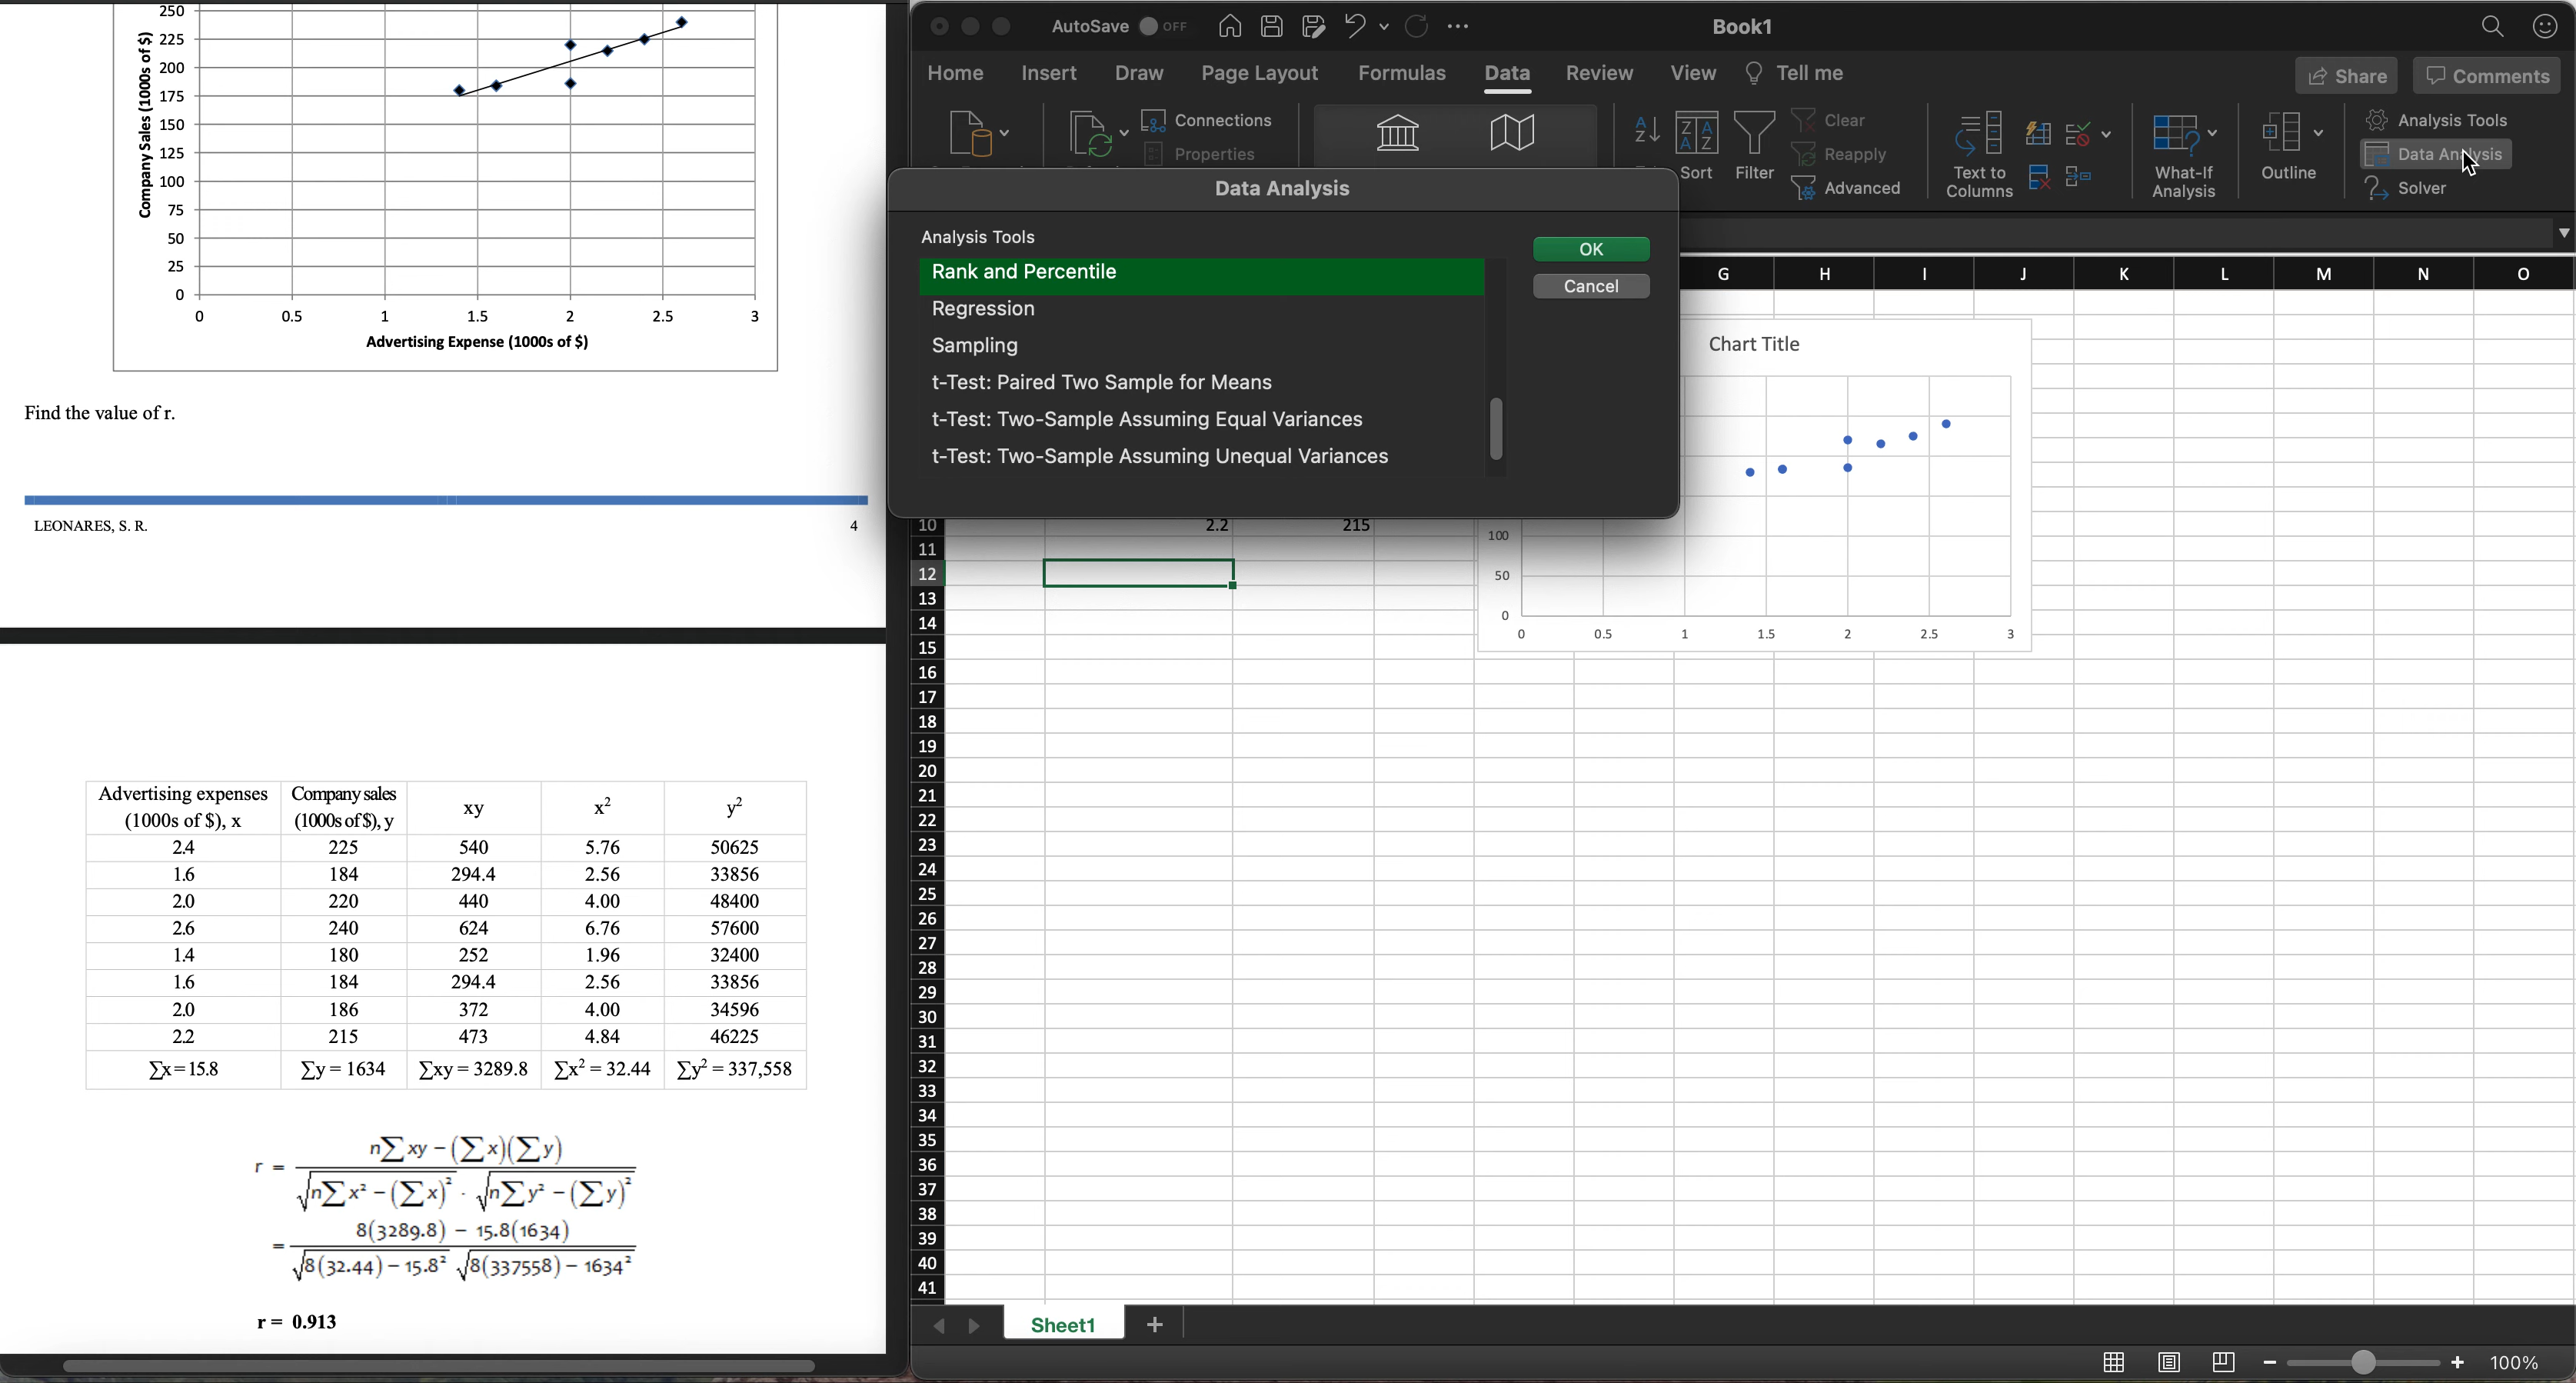 250
225
200
175
150
125
100
75
50
25
0
0 0.5 1 1.5 2 2.5 3
Company Sales (1000s of $)
Advertising Expense (1000s of $)
Find the value of r.
LEONARES, S. R. 4
Advertising expenses (1000s of $), x Company sales (1000s of $), y xy x² y²
2.4 225 540 5.76 50625
1.6 184 294.4 2.56 33856
2.0 220 440 4.00 48400
2.6 240 624 6.76 57600
1.4 180 252 1.96 32400
1.6 184 294.4 2.56 33856
2.0 186 372 4.00 34596
2.2 215 473 4.84 46225
∑x=15.8 ∑y = 1634 ∑xy = 3289.8 ∑x² = 32.44 ∑y² = 337,558
r = n∑xy − (∑x)(∑y)
√n∑x² − (∑x)² · √n∑y² − (∑y)²
= 8(3289.8) − 15.8(1634)
√8(32.44) − 15.8² √8(337558) − 1634²
r = 0.913
AutoSave OFF
Book1
Home Insert Draw Page Layout Formulas Data Review View Tell me
Share Comments
Connections
Properties
Sort
Filter
Clear
Reapply
Advanced
Text to
Columns
What-If
Analysis
Outline
Analysis Tools
Data Analysis
Solver
Data Analysis
Analysis Tools
Rank and Percentile
Regression
Sampling
t-Test: Paired Two Sample for Means
t-Test: Two-Sample Assuming Equal Variances
t-Test: Two-Sample Assuming Unequal Variances
OK
Cancel
G H I J K L M N O
Chart Title
100
50
0
0 0.5 1 1.5 2 2.5 3
10 2.2 215
11
12
13
14
15
16
17
18
19
20
21
22
23
24
25
26
27
28
29
30
31
32
33
34
35
36
37
38
39
40
41
Sheet1
100%